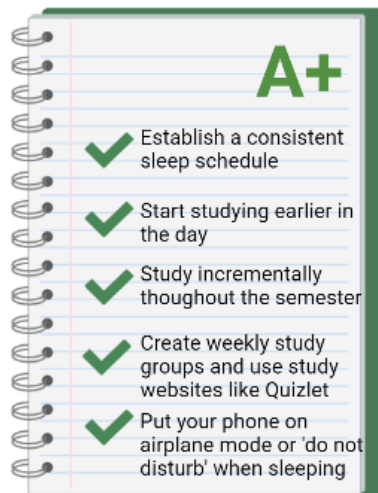 A+
Establish a consistent
sleep schedule
Start studying earlier in
the day
Study incrementally
thoughout the semester
Create weekly study
groups and use study
websites like Quizlet
Put your phone on
airplane mode or 'do not
disturb' when sleeping